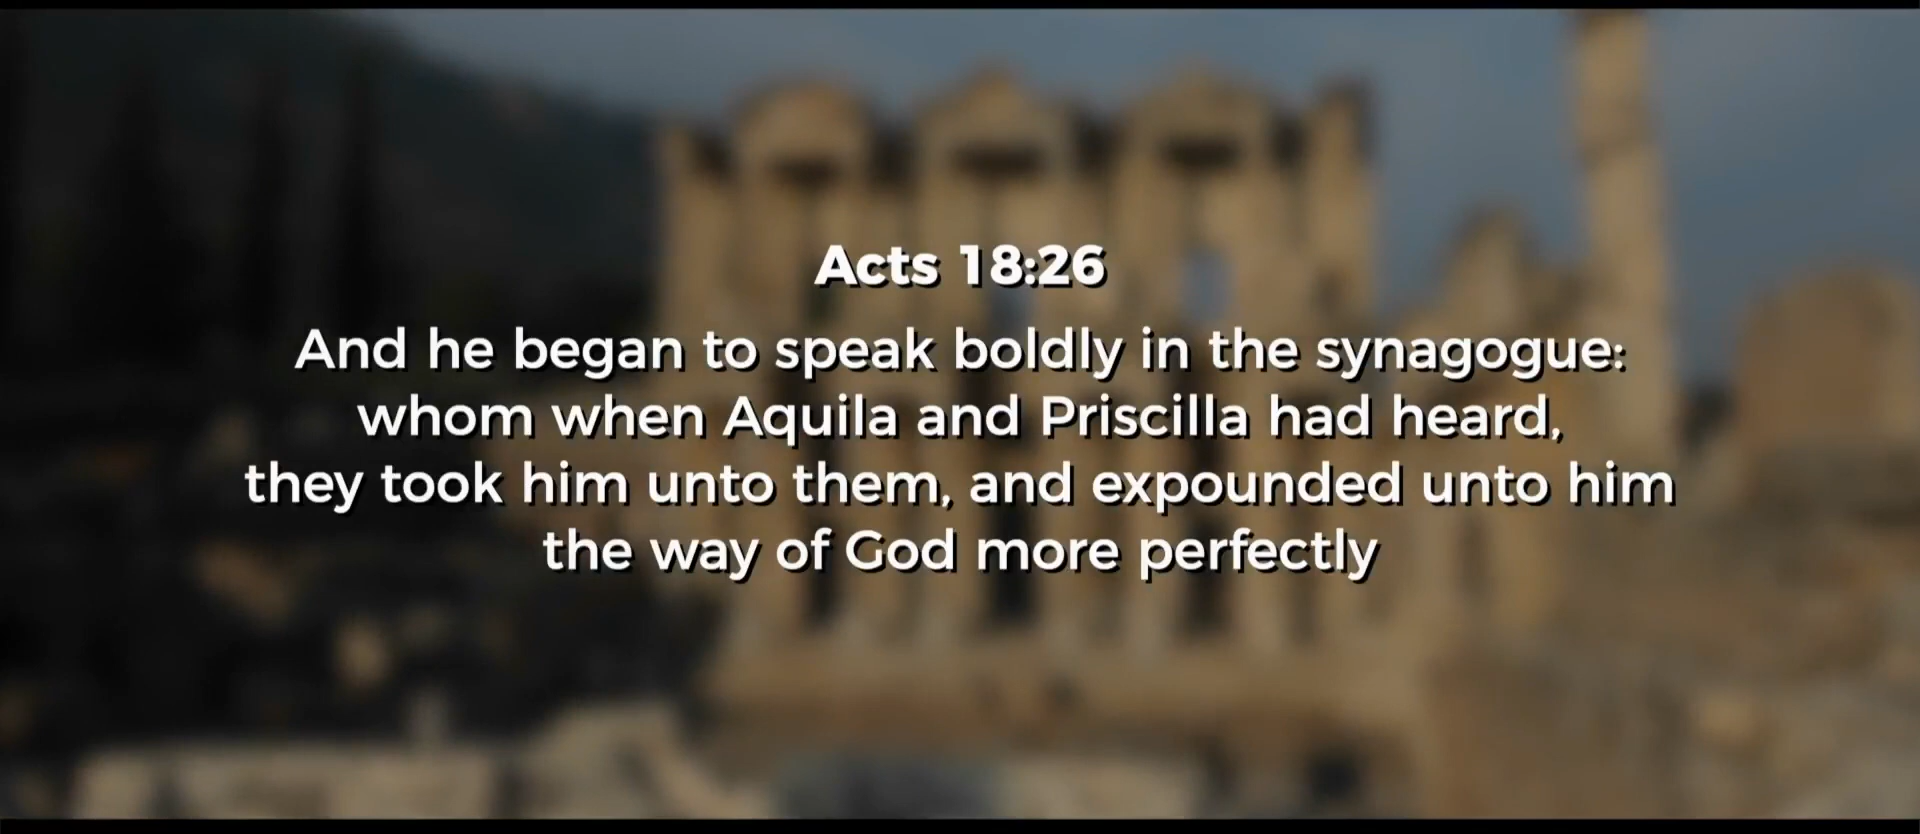 Acts 18:26
And he began to speak boldly in the synagogue:
whom when Aquila and Priscilla had heard,
they took him unto them, and expounded unto him
the way of God more perfectly